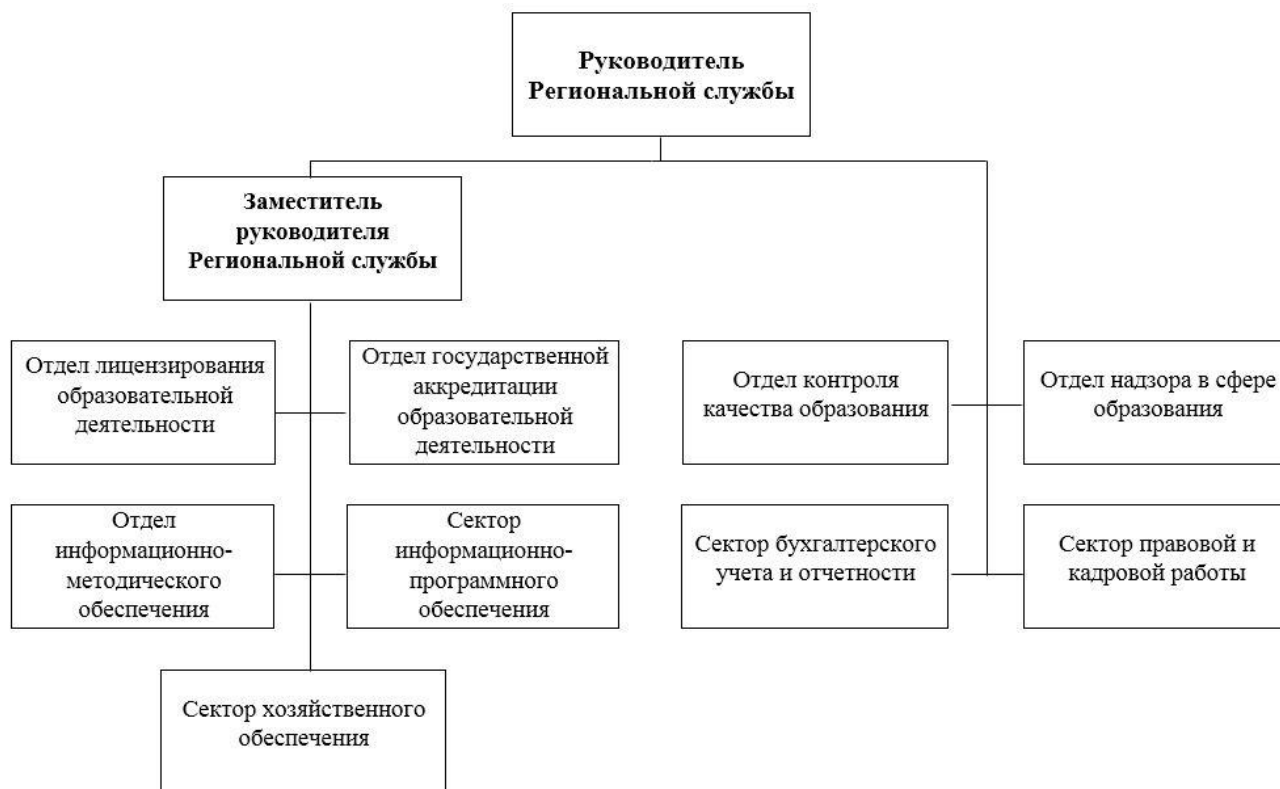 Руководитель
Региональной службы
Заместитель
руководителя
Региональной службы
Отдел лицензирования
образовательной
деятельности
Отдел государственной
аккредитации
образовательной
деятельности
Отдел контроля
качества образования
Отдел надзора в сфере
образования
Отдел
информационно-
методического
обеспечения
Сектор
информационно-
программного
обеспечения
Сектор бухгалтерского
учета и отчетности
Сектор правовой и
кадровой работы
Сектор хозяйственного
обеспечения